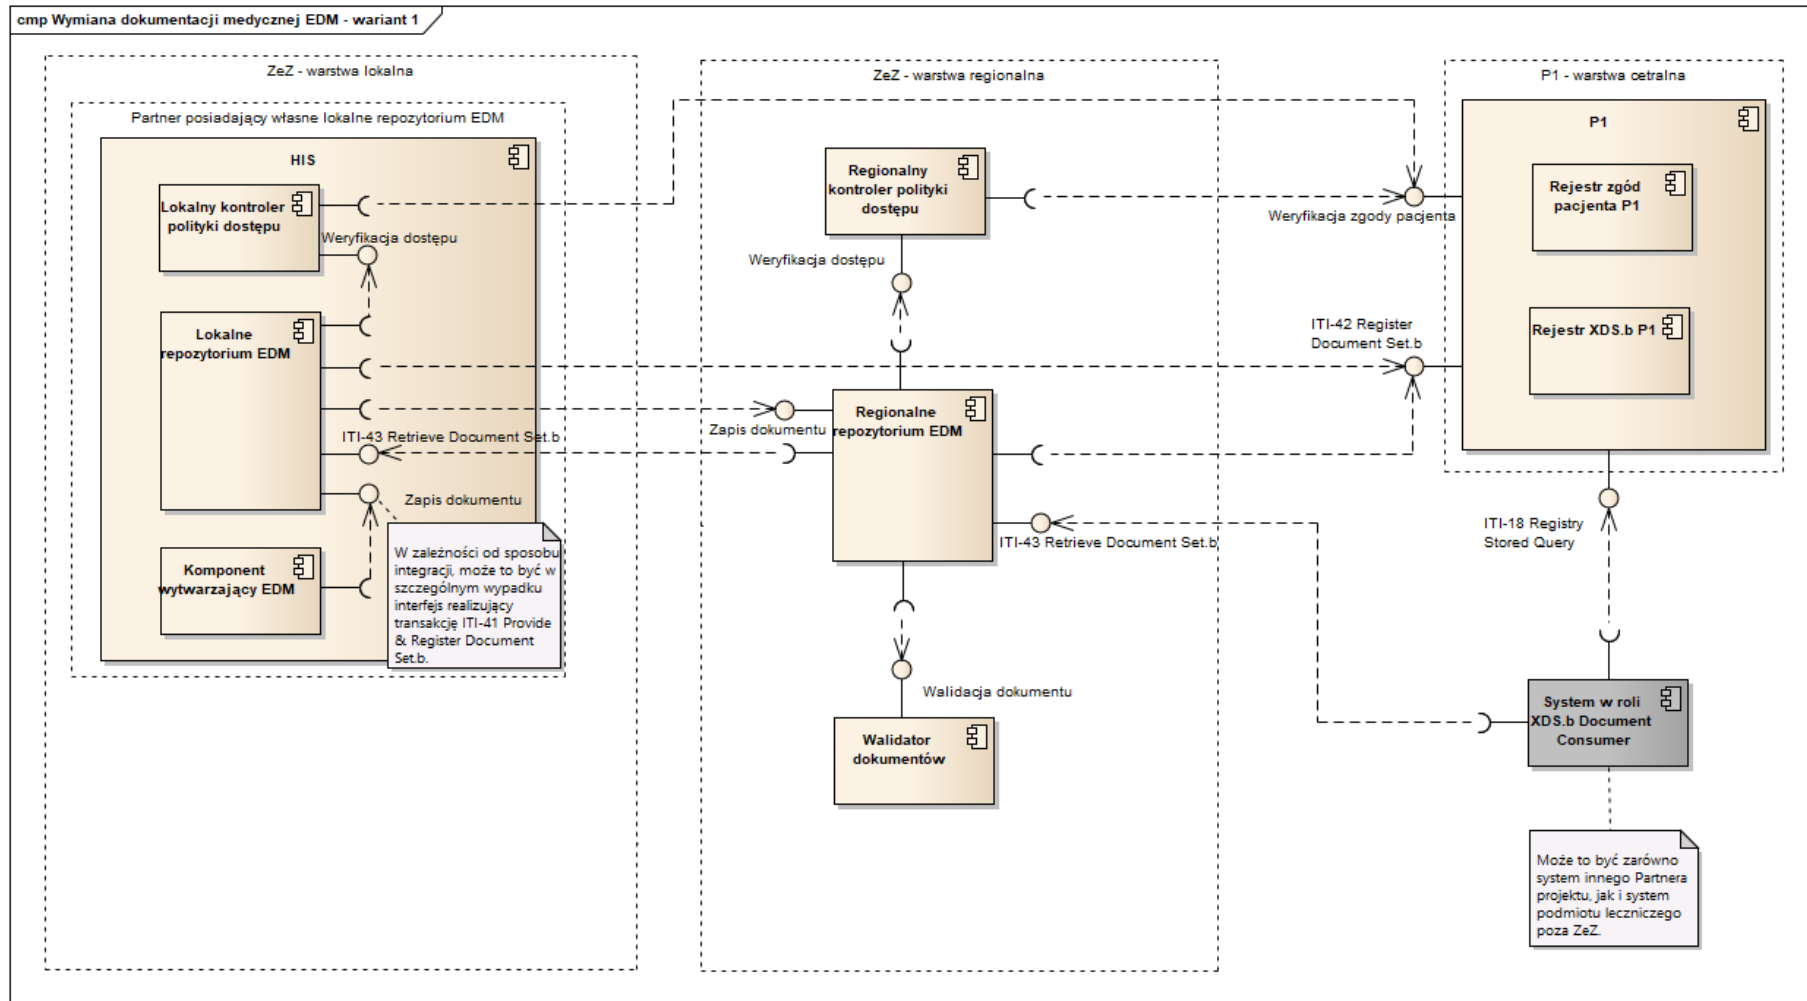 cmp Wymiana dokumentacji medycznej EDM - wariant 1
ZeZ - warstwa lokalna
Partner posiadający własne lokalne repozytorium EDM
HIS
Lokalny kontroler
polityki dostępu
Weryfikacja dostępu
Lokalne
repozytorium EDM
ITI-43 Retrieve Document Set.b
Zapis dokumentu
Komponent
wytwarzający EDM
W zależności od sposobu
integracji, może to być w
szczególnym wypadku
interfejs realizujący
transakcję ITI-41 Provide
& Register Document
Set.b.
ZeZ - warstwa regionalna
Regionalny
kontroler polityki
dostępu
Weryfikacja dostępu
Zapis dokumentu
Regionalne
repozytorium EDM
ITI-43 Retrieve Document Set.b
Walidacja dokumentu
Walidator
dokumentów
P1 - warstwa cetralna
P1
Rejestr zgód
pacjenta P1
Weryfikacja zgody pacjenta
ITI-42 Register
Document Set.b
Rejestr XDS.b P1
ITI-18 Registry
Stored Query
System w roli
XDS.b Document
Consumer
Może to być zarówno
system innego Partnera
projektu, jak i system
podmiotu leczniczego
poza ZeZ.